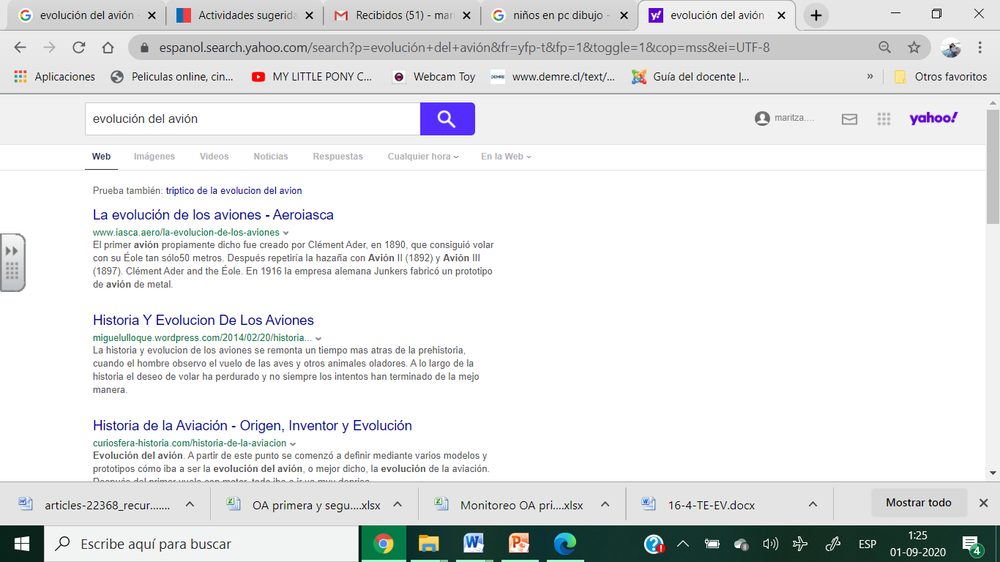 evolución del avión
Actividades sugerida
Recibidos (51) - mar
niños en pc dibujo -
evolución del avión
espanol.search.yahoo.com/search?p=evolución+del+avión&fr=yfp-t&fp=1&toggle=1&cop=mss&ei=UTF-8
Aplicaciones
Peliculas online, cin...
MY LITTLE PONY C...
Webcam Toy
DEMRE
www.demre.cl/text/...
Guía del docente |...
»
Otros favoritos
evolución del avión
maritza....
yahoo!
Web Imágenes Videos Noticias Respuestas Cualquier hora En la Web
Prueba también: triptico de la evolucion del avion
La evolución de los aviones - Aeroiasca
www.iasca.aero/la-evolucion-de-los-aviones
El primer avión propiamente dicho fue creado por Clément Ader, en 1890, que consiguió volar
con su Éole tan sólo50 metros. Después repetiría la hazaña con Avión II (1892) y Avión III
(1897). Clément Ader and the Éole. En 1916 la empresa alemana Junkers fabricó un prototipo
de avión de metal.
Historia Y Evolucion De Los Aviones
miguelulloque.wordpress.com/2014/02/20/historia...
La historia y evolucion de los aviones se remonta un tiempo mas atras de la prehistoria,
cuando el hombre observo el vuelo de las aves y otros animales oladores. A lo largo de la
historia el deseo de volar ha perdurado y no siempre los intentos han terminado de la mejo
manera.
Historia de la Aviación - Origen, Inventor y Evolución
curiosfera-historia.com/historia-de-la-aviacion
Evolución del avión. A partir de este punto se comenzó a definir mediante varios modelos y
prototipos cómo iba a ser la evolución del avión, o mejor dicho, la evolución de la aviación.
Después del primer vuelo con motor, todo iba a ir ya muy deprisa
articles-22368_recur.......
OA primera y segu....xlsx
Monitoreo OA pri....xlsx
16-4-TE-EV.docx
Mostrar todo
Escribe aquí para buscar
ESP
1:25
01-09-2020
4